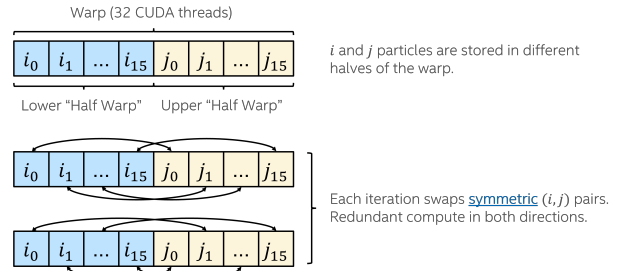 Warp (32 CUDA threads)
i0 i1 ... i15 j0 j1 ... j15
i and j particles are stored in different
halves of the warp.
Lower “Half Warp” Upper “Half Warp”
i0 i1 ... i15 j0 j1 ... j15
Each iteration swaps symmetric (i, j) pairs.
Redundant compute in both directions.
i0 i1 ... i15 j0 j1 ... j15